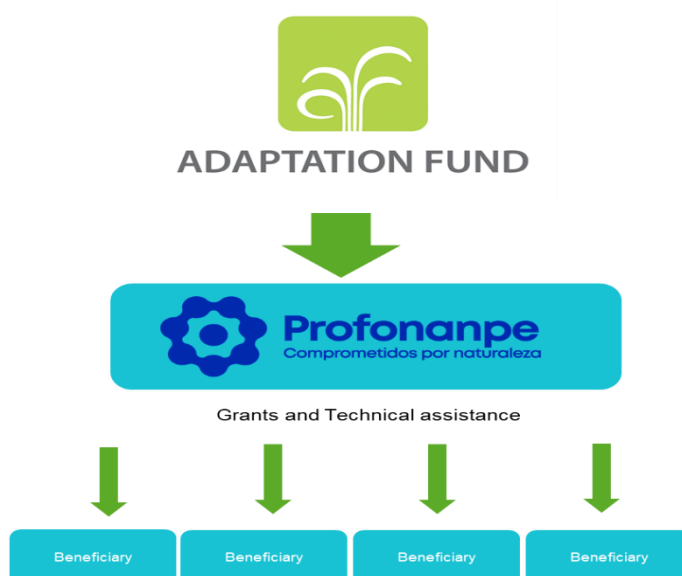 ADAPTATION FUND
Profonanpe
Comprometidos por naturaleza
Grants and Technical assistance
Beneficiary
Beneficiary
Beneficiary
Beneficiary